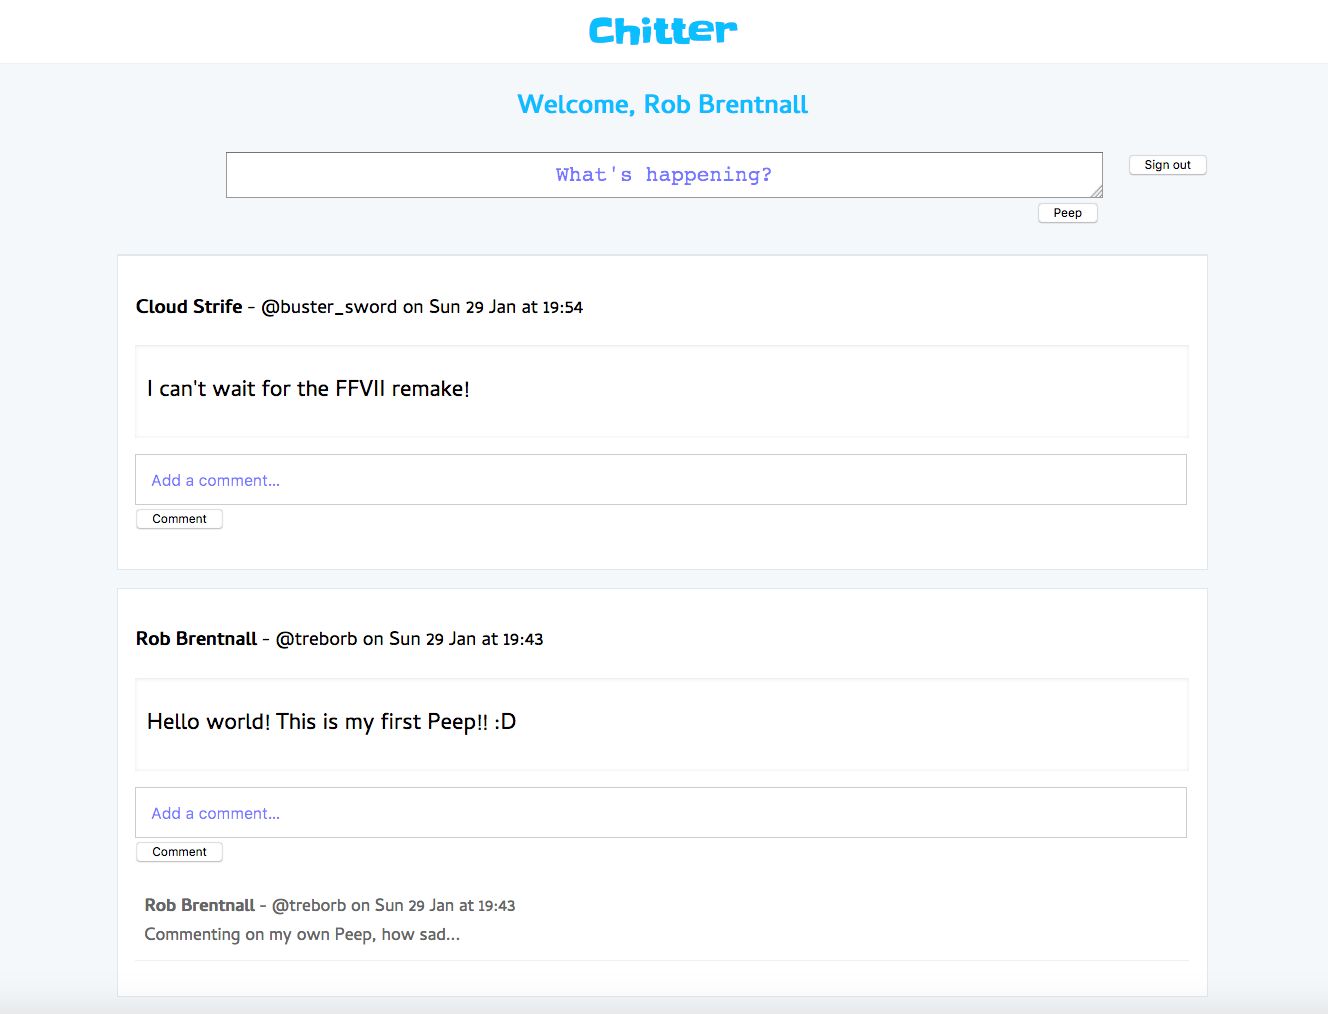 Chitter
Welcome, Rob Brentnall
What's happening?
Sign out
Peep
Cloud Strife - @buster_sword on Sun 29 Jan at 19:54
I can't wait for the FFVII remake!
Add a comment...
Comment
Rob Brentnall - @treborb on Sun 29 Jan at 19:43
Hello world! This is my first Peep!! :D
Add a comment...
Comment
Rob Brentnall - @treborb on Sun 29 Jan at 19:43
Commenting on my own Peep, how sad...